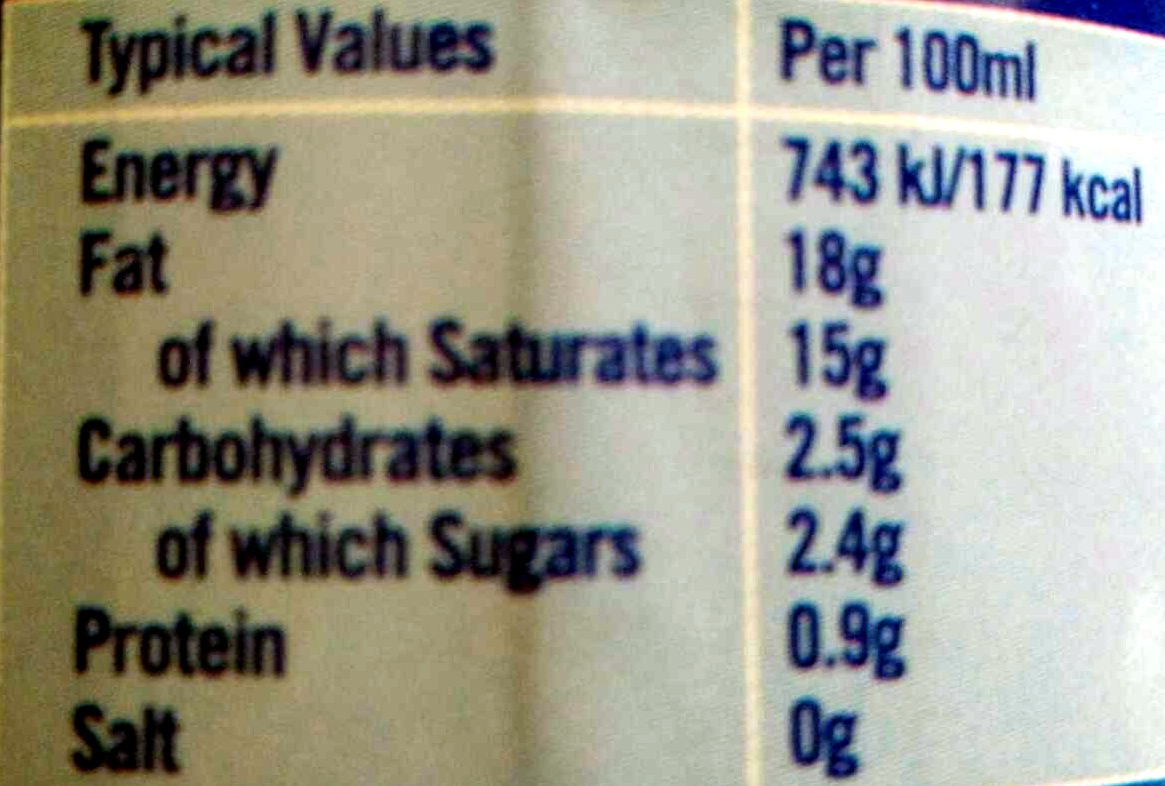 Typical Values Per 100ml
Energy 743 kJ/177 kcal
Fat 18g
of which Saturates 15g
Carbohydrates 2.5g
of which Sugars 2.4g
Protein 0.9g
Salt 0g